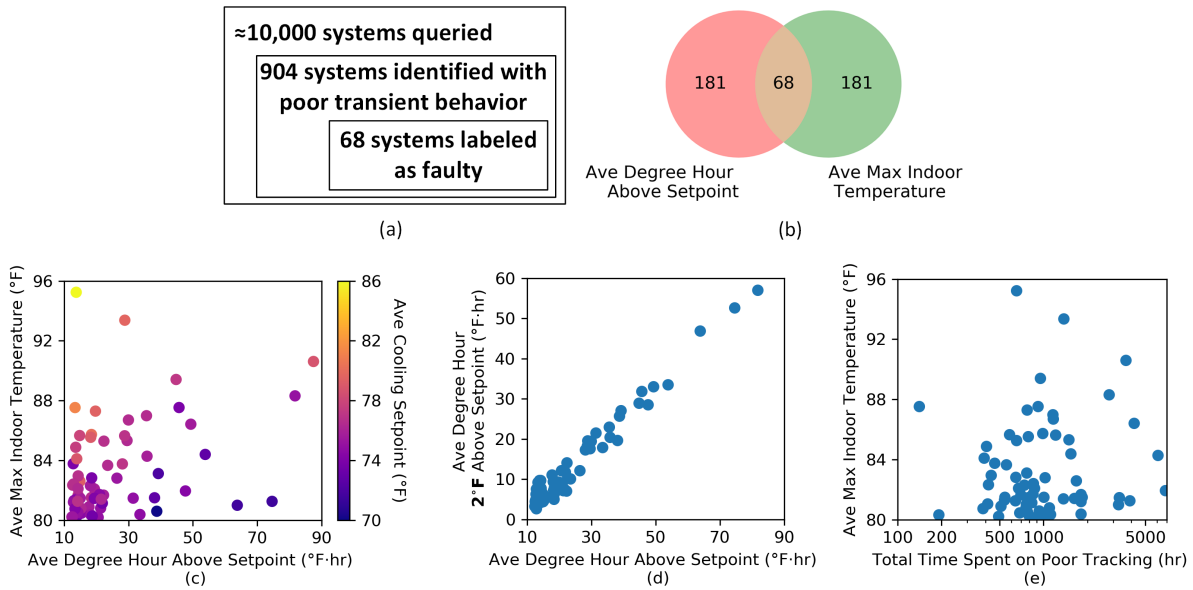 ≈10,000 systems queried
904 systems identified with
poor transient behavior
68 systems labeled
as faulty
(a)
181
68
181
Ave Degree Hour
Above Setpoint
Ave Max Indoor
Temperature
(b)
Ave Max Indoor Temperature (°F)
96
92
88
84
80
10
30
50
70
90
Ave Degree Hour Above Setpoint (°F·hr)
(c)
86
82
78
74
70
Ave Cooling Setpoint (°F)
Ave Degree Hour
2°F Above Setpoint (°F·hr)
60
50
40
30
20
10
0
10
30
50
70
90
Ave Degree Hour Above Setpoint (°F·hr)
(d)
Ave Max Indoor Temperature (°F)
96
92
88
84
80
100
500
1000
5000
Total Time Spent on Poor Tracking (hr)
(e)